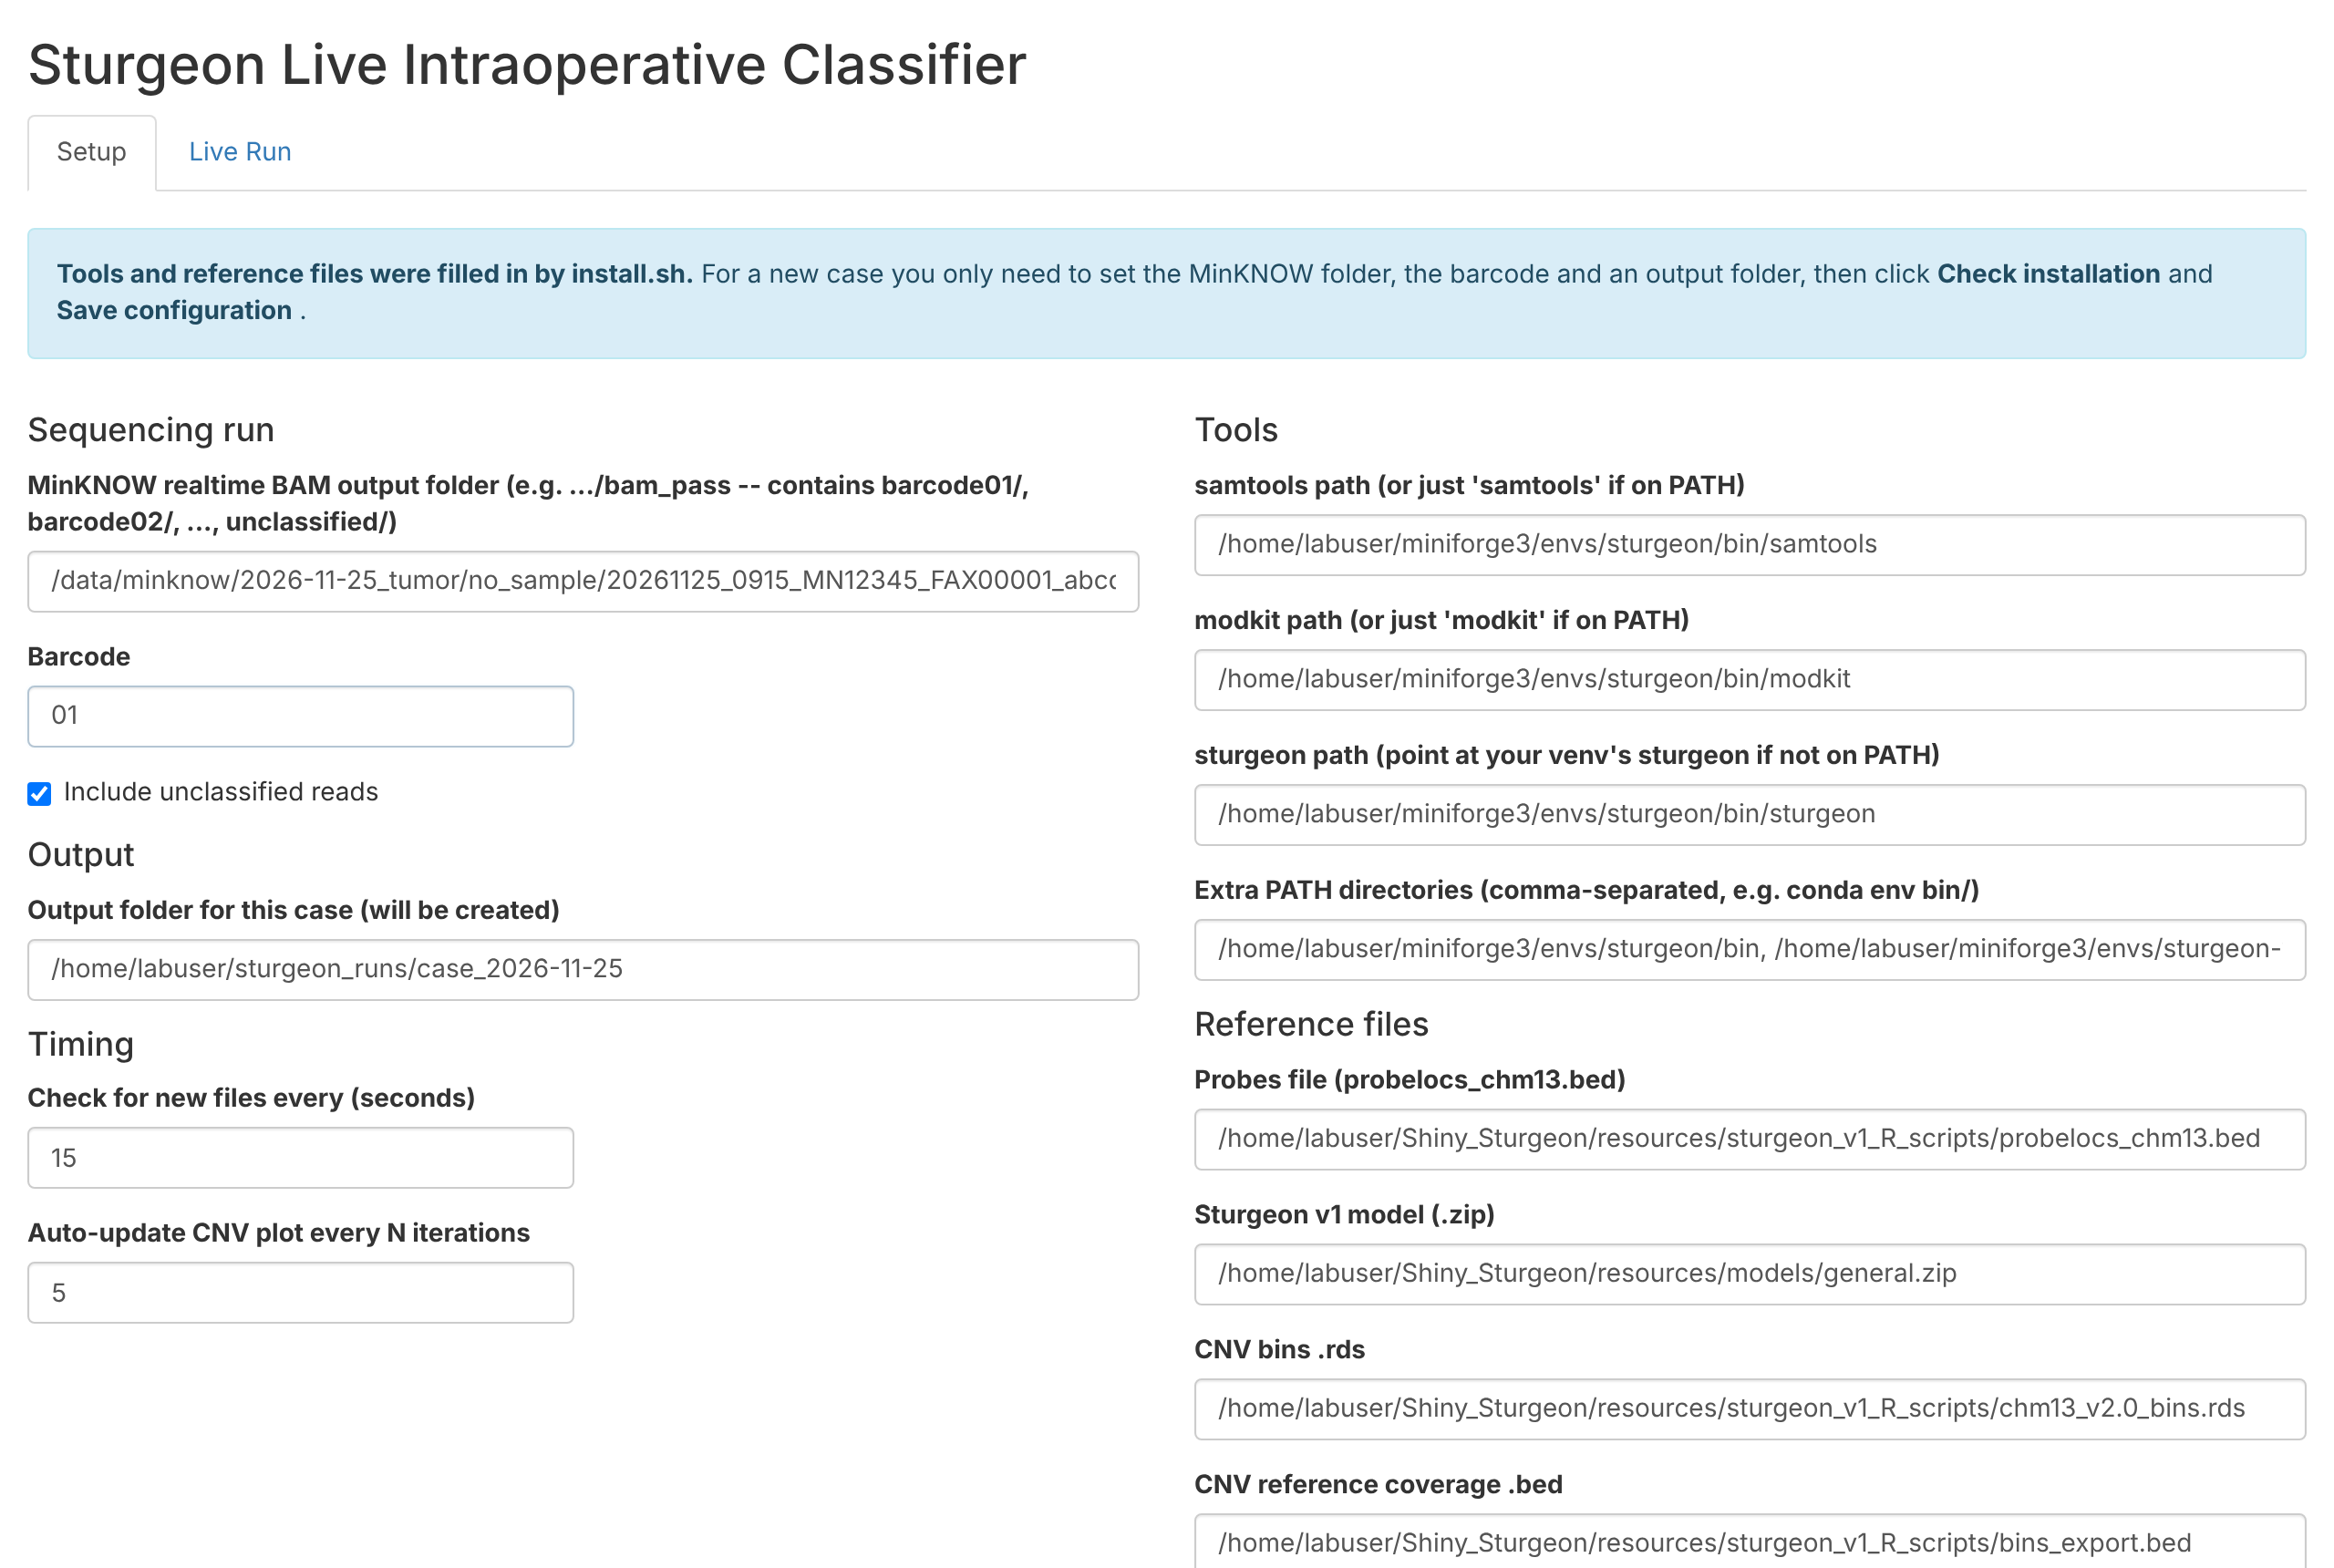 Sturgeon Live Intraoperative Classifier
Setup
Live Run
Tools and reference files were filled in by install.sh. For a new case you only need to set the MinKNOW folder, the barcode and an output folder, then click Check installation and
Save configuration .
Sequencing run
MinKNOW realtime BAM output folder (e.g. .../bam_pass -- contains barcode01/,
barcode02/, ..., unclassified/)
/data/minknow/2026-11-25_tumor/no_sample/20261125_0915_MN12345_FAX00001_abcc
Barcode
01
Include unclassified reads
Output
Output folder for this case (will be created)
/home/labuser/sturgeon_runs/case_2026-11-25
Timing
Check for new files every (seconds)
15
Auto-update CNV plot every N iterations
5
Tools
samtools path (or just 'samtools' if on PATH)
/home/labuser/miniforge3/envs/sturgeon/bin/samtools
modkit path (or just 'modkit' if on PATH)
/home/labuser/miniforge3/envs/sturgeon/bin/modkit
sturgeon path (point at your venv's sturgeon if not on PATH)
/home/labuser/miniforge3/envs/sturgeon/bin/sturgeon
Extra PATH directories (comma-separated, e.g. conda env bin/)
/home/labuser/miniforge3/envs/sturgeon/bin, /home/labuser/miniforge3/envs/sturgeon-
Reference files
Probes file (probelocs_chm13.bed)
/home/labuser/Shiny_Sturgeon/resources/sturgeon_v1_R_scripts/probelocs_chm13.bed
Sturgeon v1 model (.zip)
/home/labuser/Shiny_Sturgeon/resources/models/general.zip
CNV bins .rds
/home/labuser/Shiny_Sturgeon/resources/sturgeon_v1_R_scripts/chm13_v2.0_bins.rds
CNV reference coverage .bed
/home/labuser/Shiny_Sturgeon/resources/sturgeon_v1_R_scripts/bins_export.bed